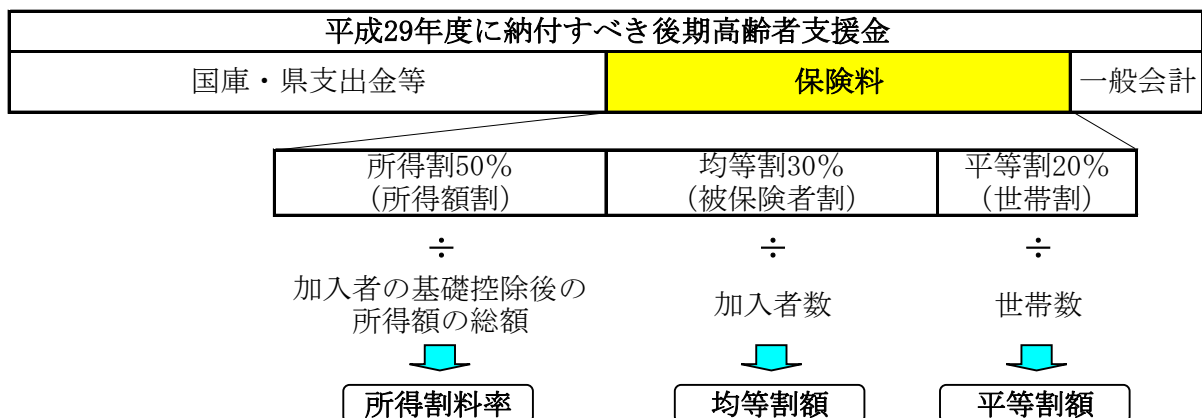 平成29年度に納付すべき後期高齢者支援金
国庫・県支出金等 保険料 一般会計
所得割50% 均等割30% 平等割20%
(所得額割) (被保険者割) (世帯割)
÷ ÷ ÷
加入者の基礎控除後の
所得額の総額 加入者数 世帯数
所得割料率 均等割額 平等割額